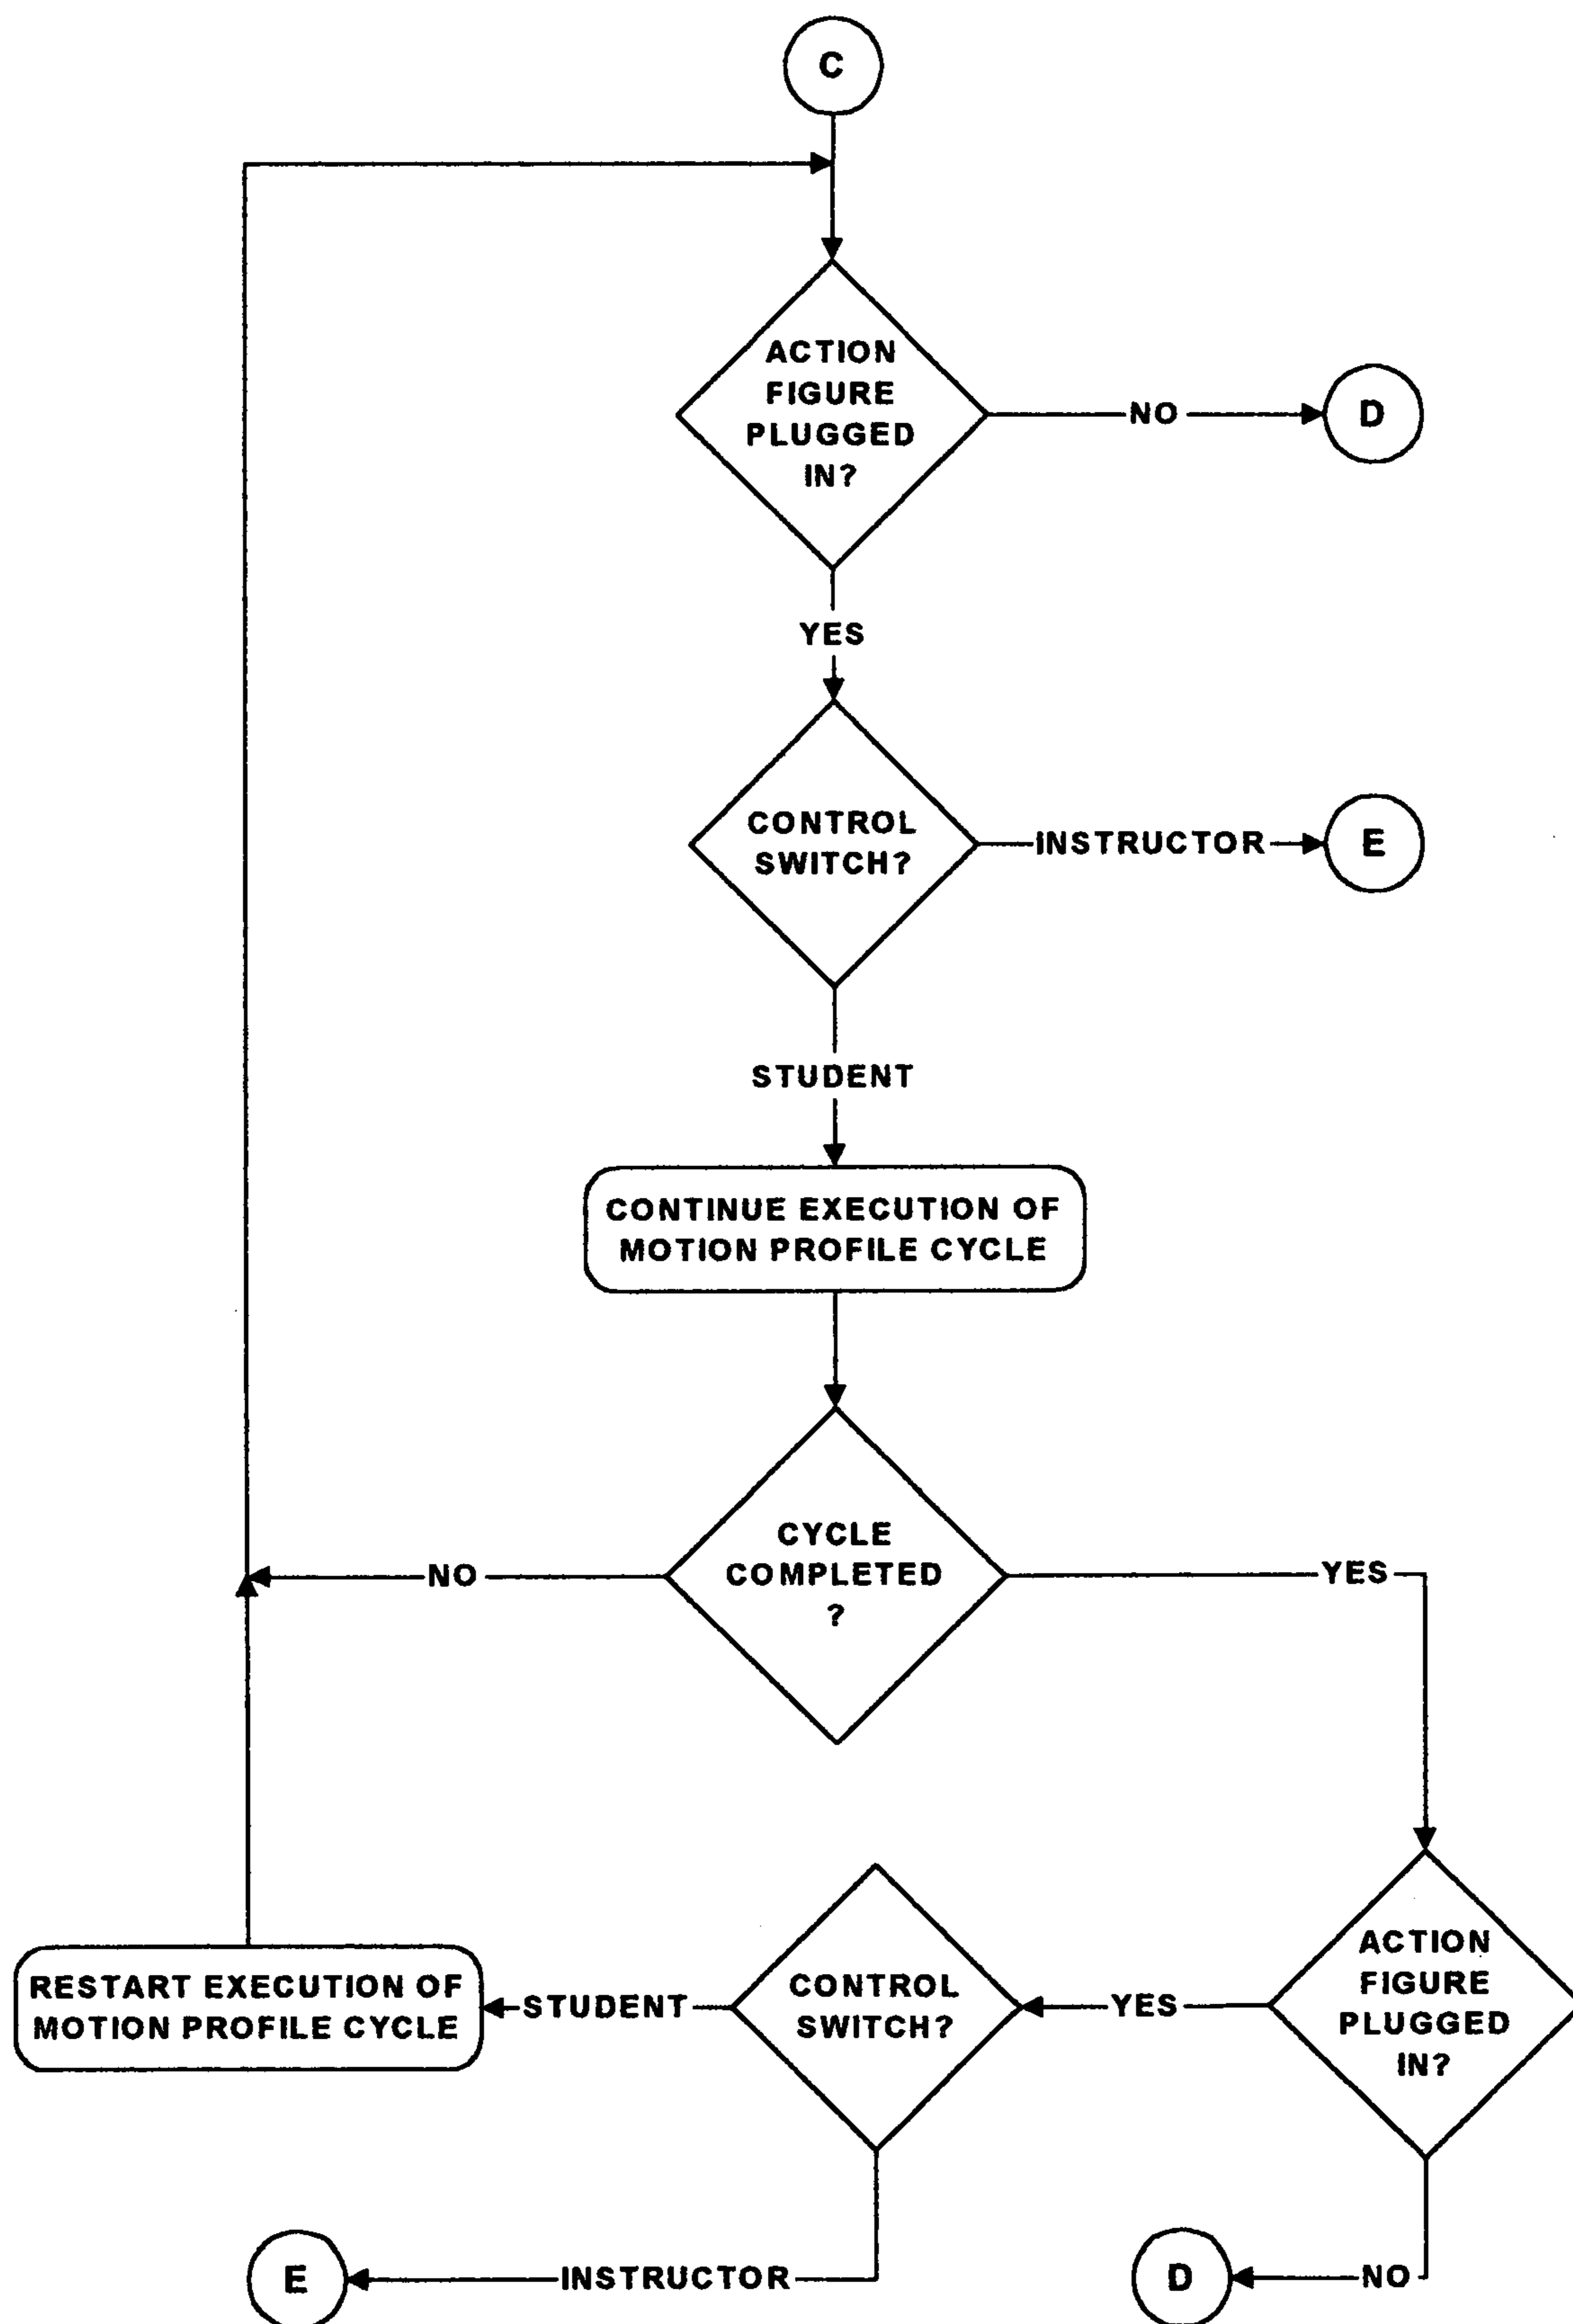 C
ACTION
FIGURE
PLUGGED
IN?
NO
D
YES
CONTROL
SWITCH?
INSTRUCTOR
E
STUDENT
CONTINUE EXECUTION OF
MOTION PROFILE CYCLE
CYCLE
COMPLETED
?
NO
YES
ACTION
FIGURE
PLUGGED
IN?
YES
CONTROL
SWITCH?
STUDENT
RESTART EXECUTION OF
MOTION PROFILE CYCLE
INSTRUCTOR
E
NO
D